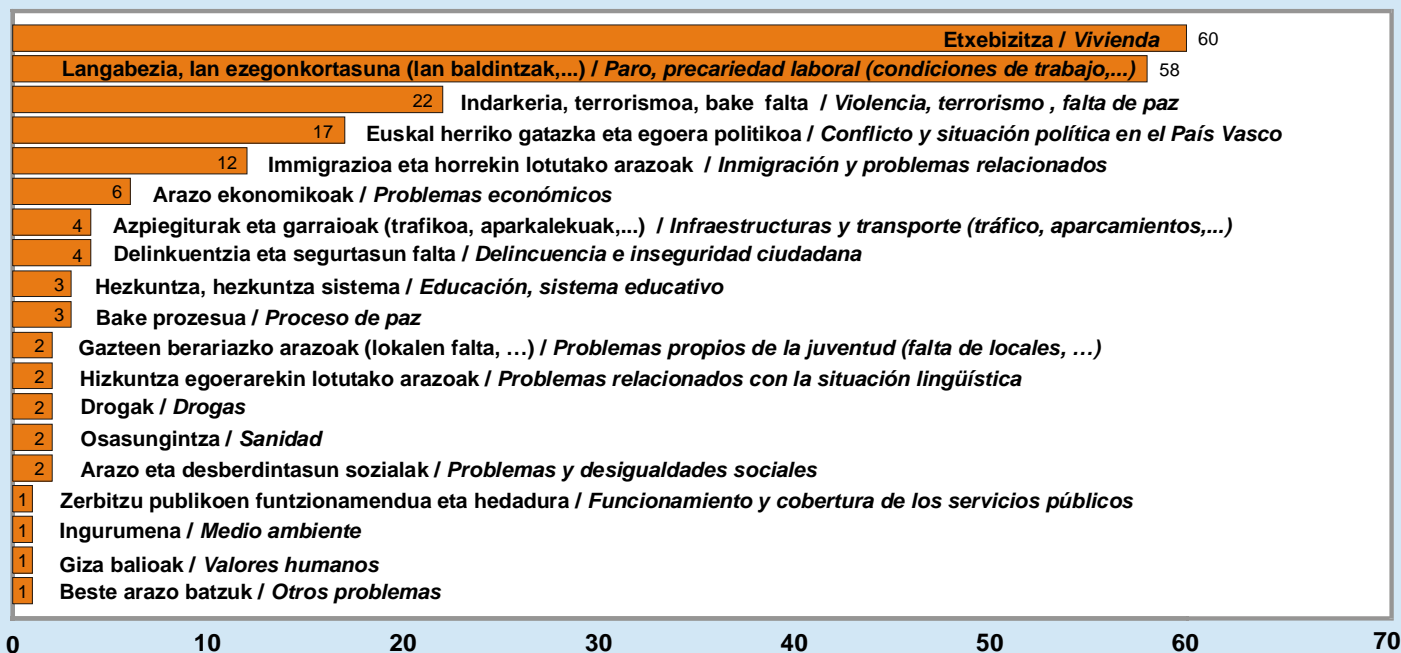 Etxebizitza / Vivienda 60
Langabezia, lan ezegonkortasuna (lan baldintzak,...) / Paro, precariedad laboral (condiciones de trabajo,...) 58
22 Indarkeria, terrorismoa, bake falta / Violencia, terrorismo , falta de paz
17 Euskal herriko gatazka eta egoera politikoa / Conflicto y situación política en el País Vasco
12 Immigrazioa eta horrekin lotutako arazoak / Inmigración y problemas relacionados
6 Arazo ekonomikoak / Problemas económicos
4 Azpiegiturak eta garraioak (trafikoa, aparkalekuak,...) / Infraestructuras y transporte (tráfico, aparcamientos,...)
4 Delinkuentzia eta segurtasun falta / Delincuencia e inseguridad ciudadana
3 Hezkuntza, hezkuntza sistema / Educación, sistema educativo
3 Bake prozesua / Proceso de paz
2 Gazteen berariazko arazoak (lokalen falta, …) / Problemas propios de la juventud (falta de locales, …)
2 Hizkuntza egoerarekin lotutako arazoak / Problemas relacionados con la situación lingüística
2 Drogak / Drogas
2 Osasungintza / Sanidad
2 Arazo eta desberdintasun sozialak / Problemas y desigualdades sociales
1 Zerbitzu publikoen funtzionamendua eta hedadura / Funcionamiento y cobertura de los servicios públicos
1 Ingurumena / Medio ambiente
1 Giza balioak / Valores humanos
1 Beste arazo batzuk / Otros problemas
0 10 20 30 40 50 60 70